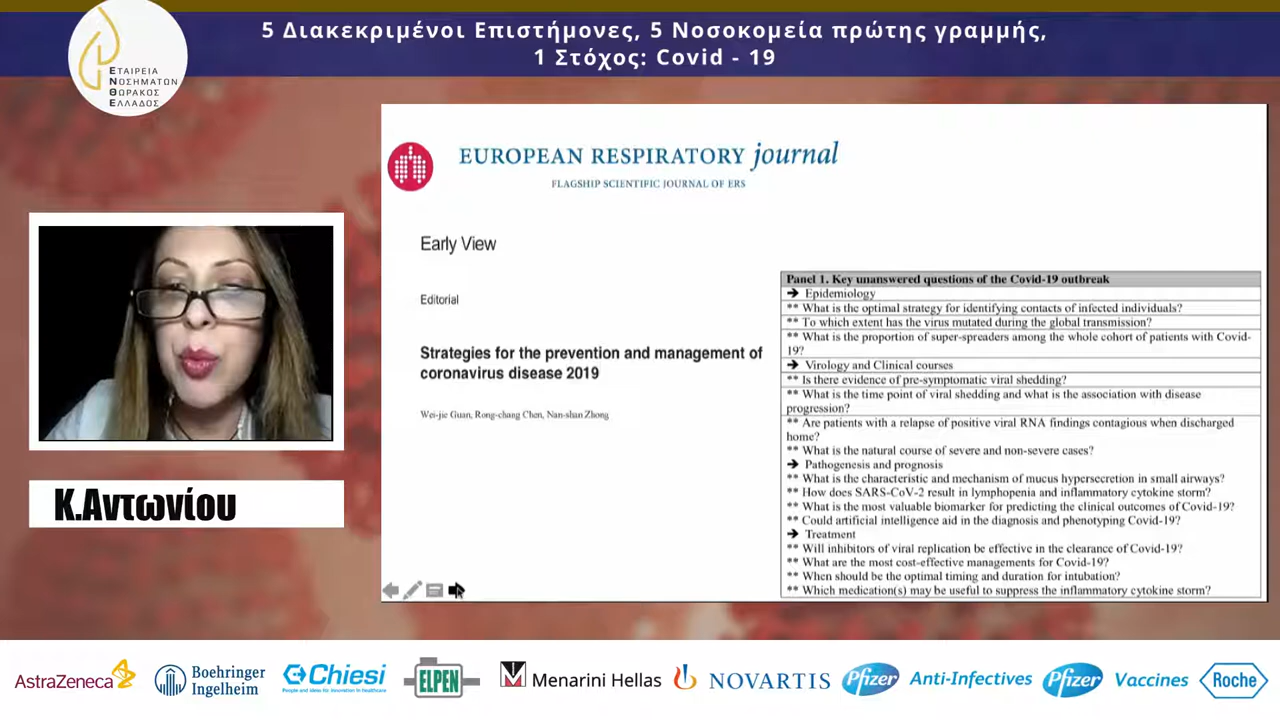 5 Διακεκριμένοι Επιστήμονες, 5 Νοσοκομεία πρώτης γραμμής,
1 Στόχος: Covid - 19
ΕΤΑΙΡΕΙΑ
ΝΟΣΗΜΑΤΩΝ
ΘΩΡΑΚΟΣ
ΕΛΛΑΔΟΣ
EUROPEAN RESPIRATORY journal
FLAGSHIP SCIENTIFIC JOURNAL OF ERS
Early View
Editorial
Strategies for the prevention and management of
coronavirus disease 2019
Wei-jie Guan, Rong-chang Chen, Nan-shan Zhong
Panel 1. Key unanswered questions of the Covid-19 outbreak
➔ Epidemiology
** What is the optimal strategy for identifying contacts of infected individuals?
** To which extent has the virus mutated during the global transmission?
** What is the proportion of super-spreaders among the whole cohort of patients with Covid-
19?
➔ Virology and Clinical courses
** Is there evidence of pre-symptomatic viral shedding?
** What is the time point of viral shedding and what is the association with disease
progression?
** Are patients with a relapse of positive viral RNA findings contagious when discharged
home?
** What is the natural course of severe and non-severe cases?
➔ Pathogenesis and prognosis
** What is the characteristic and mechanism of mucus hypersecretion in small airways?
** How does SARS-CoV-2 result in lymphopenia and inflammatory cytokine storm?
** What is the most valuable biomarker for predicting the clinical outcomes of Covid-19?
** Could artificial intelligence aid in the diagnosis and phenotyping Covid-19?
➔ Treatment
** Will inhibitors of viral replication be effective in the clearance of Covid-19?
** What are the most cost-effective managements for Covid-19?
** When should be the optimal timing and duration for intubation?
** Which medication(s) may be useful to suppress the inflammatory cytokine storm?
Κ.Αντωνίου
AstraZeneca
Boehringer
Ingelheim
Chiesi
People and ideas for innovation in healthcare
ELPEN
Menarini Hellas
NOVARTIS
Pfizer
Anti-Infectives
Pfizer
Vaccines
Roche